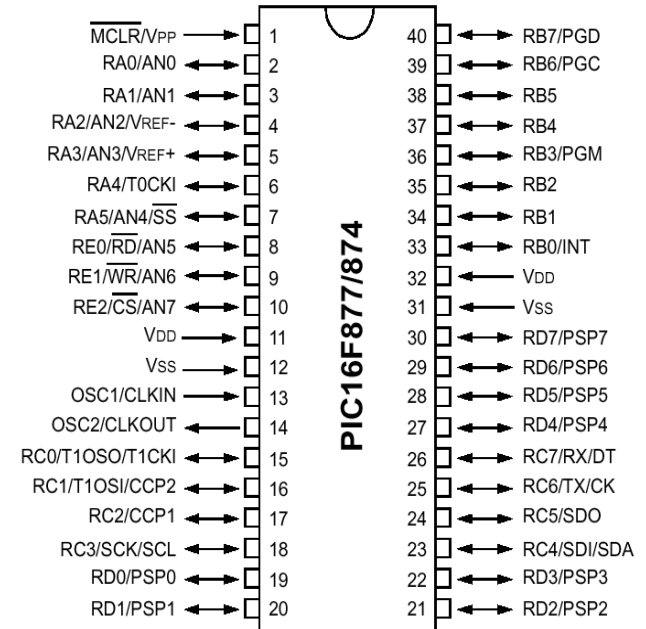 MCLR/VPP 1 40 RB7/PGD
RA0/AN0 2 39 RB6/PGC
RA1/AN1 3 38 RB5
RA2/AN2/VREF- 4 37 RB4
RA3/AN3/VREF+ 5 36 RB3/PGM
RA4/T0CKI 6 35 RB2
RA5/AN4/SS 7 34 RB1
RE0/RD/AN5 8 33 RB0/INT
RE1/WR/AN6 9 32 VDD
RE2/CS/AN7 10 31 VSS
VDD 11 30 RD7/PSP7
VSS 12 29 RD6/PSP6
OSC1/CLKIN 13 28 RD5/PSP5
OSC2/CLKOUT 14 27 RD4/PSP4
RC0/T1OSO/T1CKI 15 26 RC7/RX/DT
RC1/T1OSI/CCP2 16 25 RC6/TX/CK
RC2/CCP1 17 24 RC5/SDO
RC3/SCK/SCL 18 23 RC4/SDI/SDA
RD0/PSP0 19 22 RD3/PSP3
RD1/PSP1 20 21 RD2/PSP2
PIC16F877/874